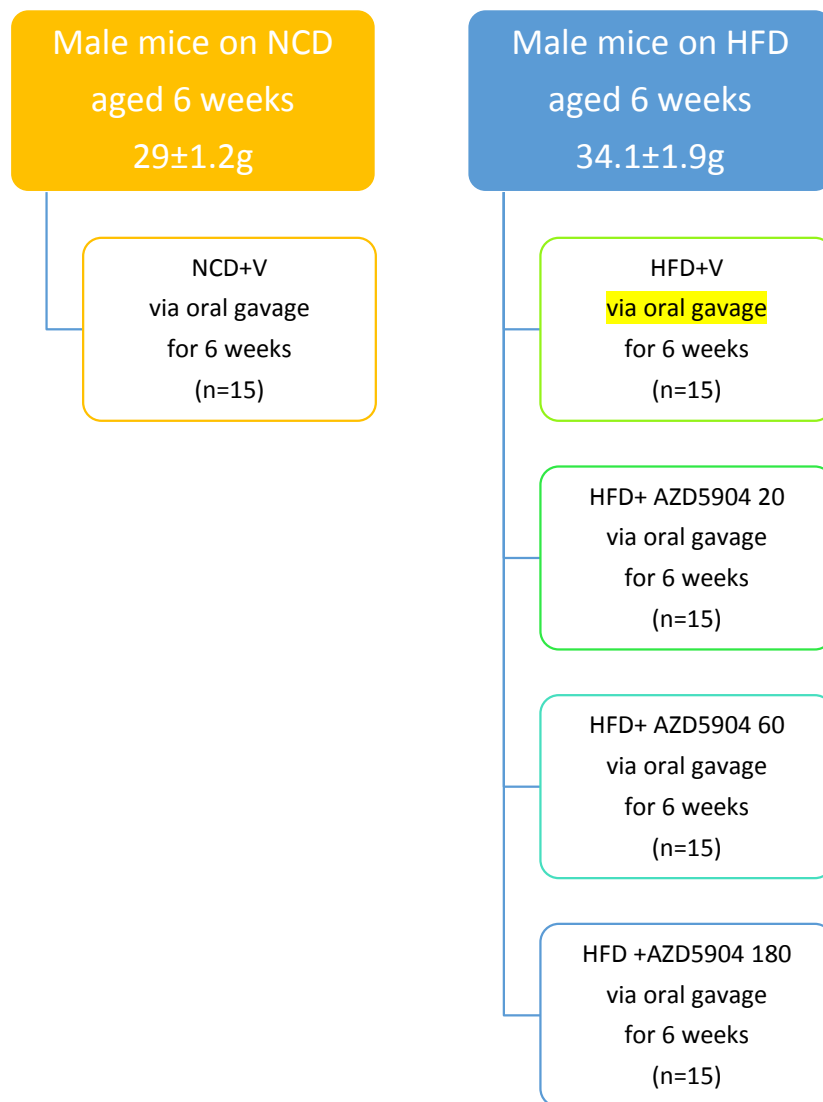 Male mice on NCD
aged 6 weeks
29±1.2g
NCD+V
via oral gavage
for 6 weeks
(n=15)
Male mice on HFD
aged 6 weeks
34.1±1.9g
HFD+V
via oral gavage
for 6 weeks
(n=15)
HFD+ AZD5904 20
via oral gavage
for 6 weeks
(n=15)
HFD+ AZD5904 60
via oral gavage
for 6 weeks
(n=15)
HFD +AZD5904 180
via oral gavage
for 6 weeks
(n=15)